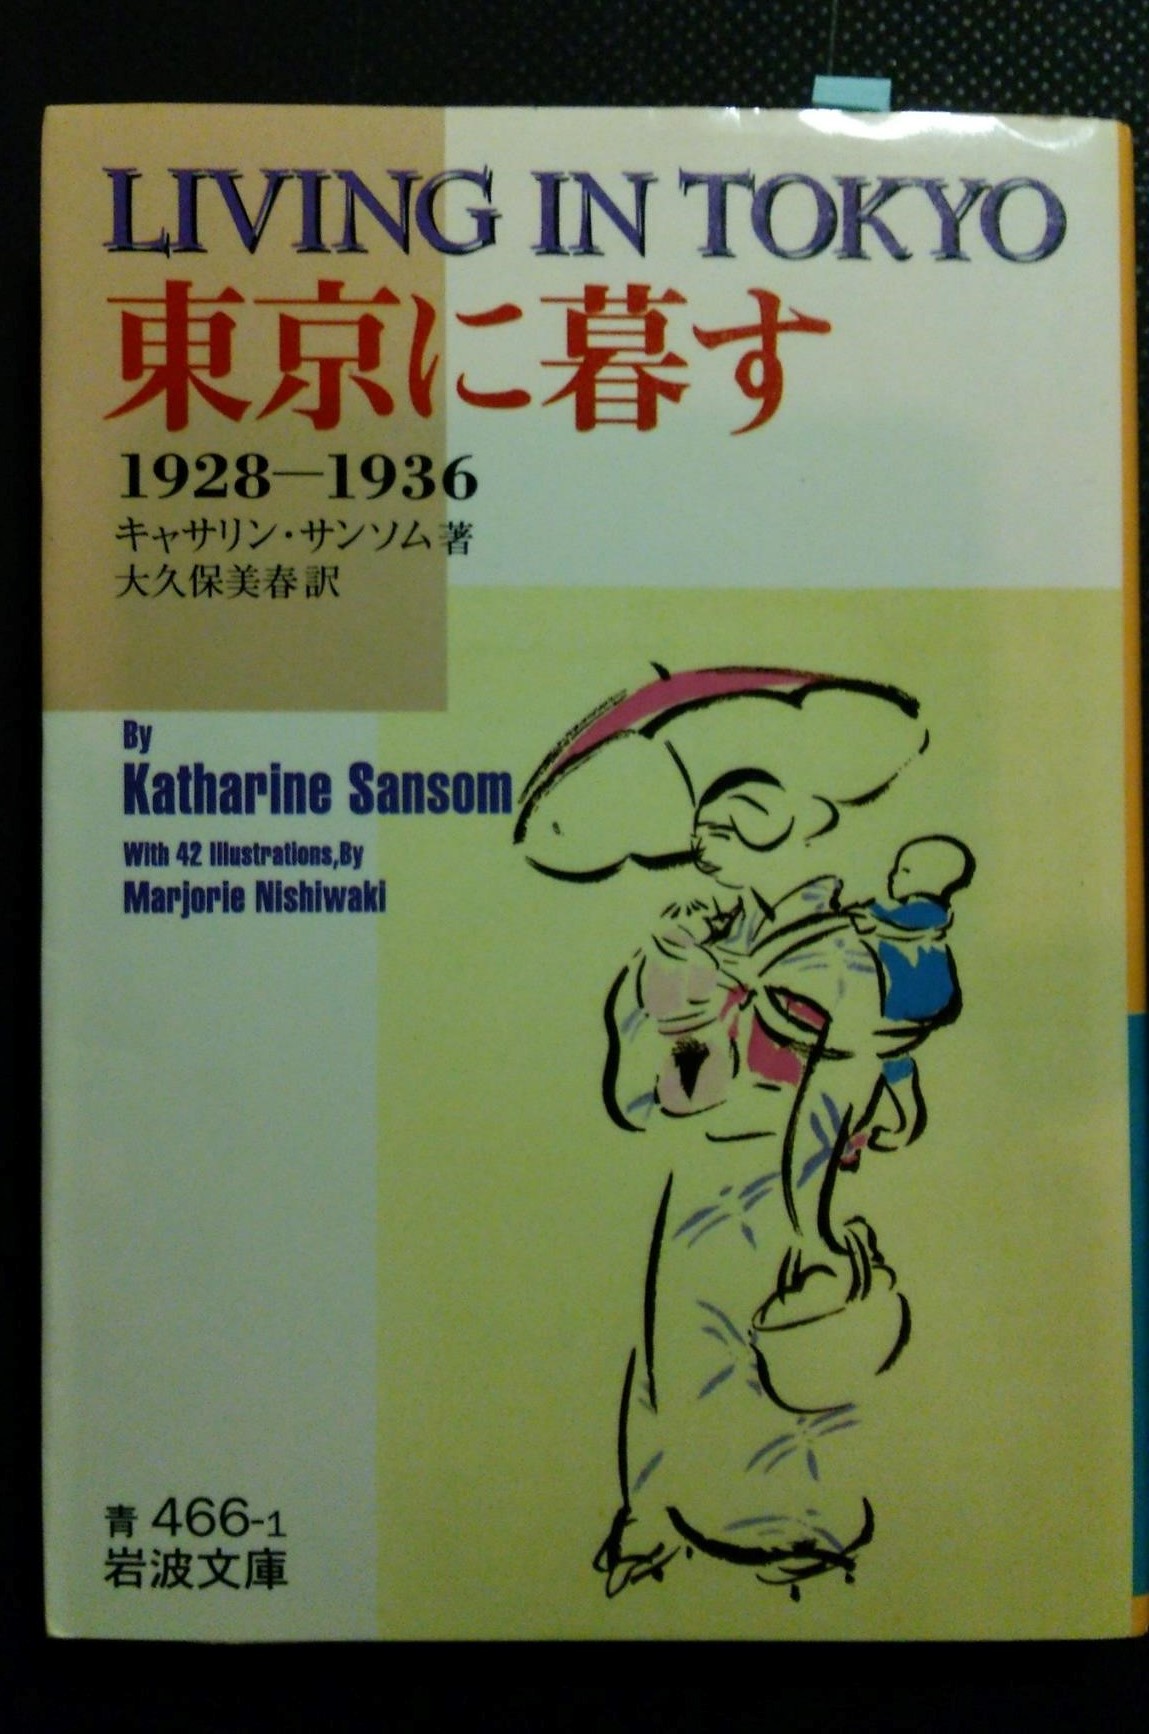 LIVING IN TOKYO
東京に暮す
1928—1936
キャサリン・サンソム 著
大久保美春 訳
By
Katharine Sansom
With 42 Illustrations,By
Marjorie Nishiwaki
青 466-1
岩波文庫